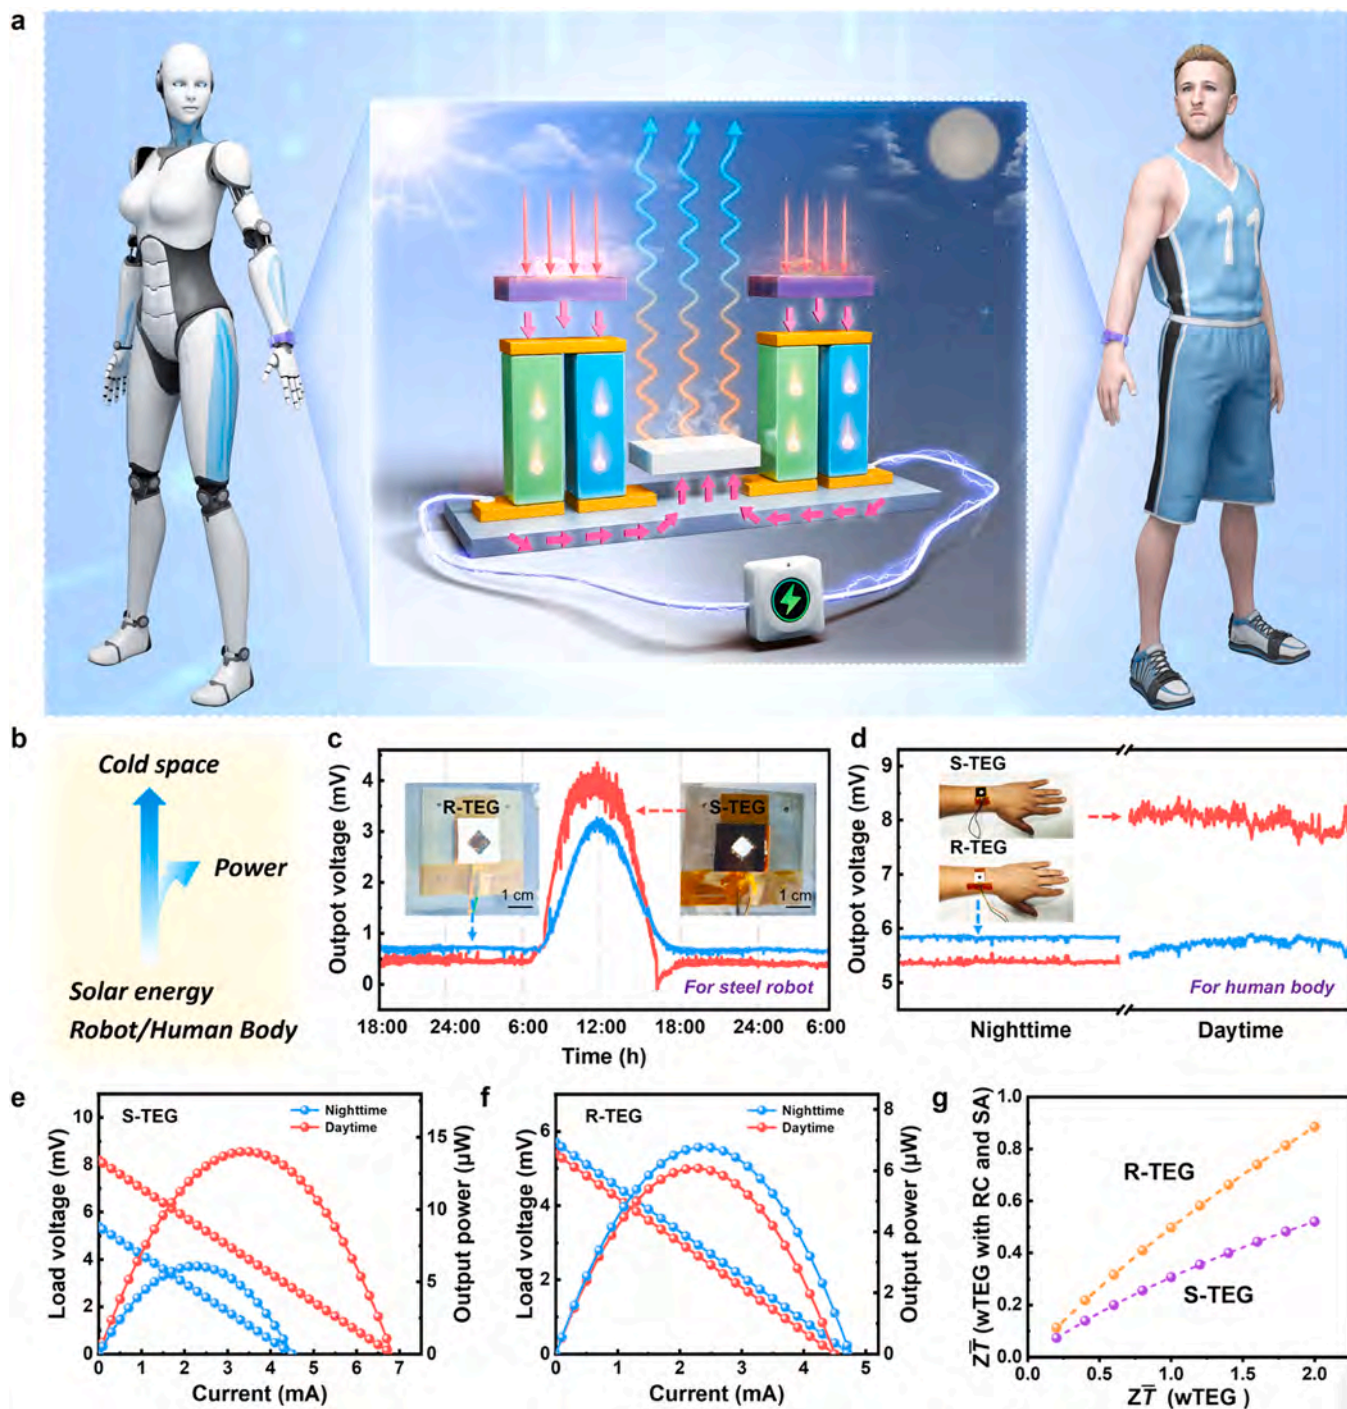 a
11
b
Cold space
Power
Solar energy
Robot/Human Body
c
Outpot voltage (mV)
4
3
2
1
0
R-TEG
1 cm
S-TEG
1 cm
For steel robot
18:00 24:00 6:00 12:00 18:00 24:00 6:00
Time (h)
d
Outpot voltage (mV)
9
8
7
6
5
S-TEG
R-TEG
For human body
Nighttime Daytime
e
Load voltage (mV)
10
8
6
4
2
0
S-TEG
Nighttime
Daytime
15
12
9
6
3
0
Output power (μW)
0 1 2 3 4 5 6 7
Current (mA)
f
Load voltage (mV)
6
4
2
0
R-TEG
Nighttime
Daytime
8
6
4
2
0
Output power (μW)
0 1 2 3 4 5
Current (mA)
g
ZT̅ (wTEG with RC and SA)
1.0
0.8
0.6
0.4
0.2
0.0
R-TEG
S-TEG
0.0 0.5 1.0 1.5 2.0
ZT̅ (wTEG )